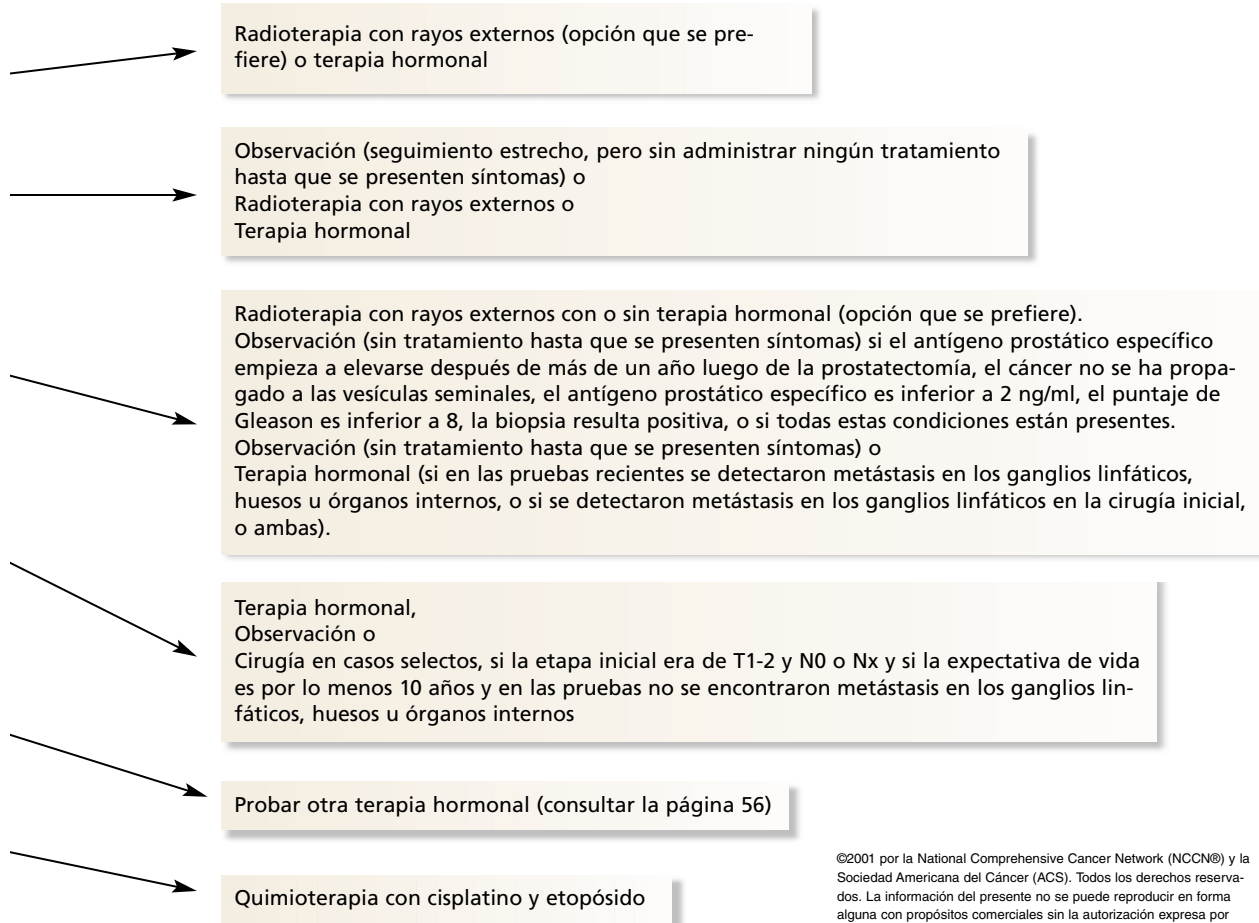 Radioterapia con rayos externos (opción que se pre-
fiere) o terapia hormonal
Observación (seguimiento estrecho, pero sin administrar ningún tratamiento
hasta que se presenten síntomas) o
Radioterapia con rayos externos o
Terapia hormonal
Radioterapia con rayos externos con o sin terapia hormonal (opción que se prefiere).
Observación (sin tratamiento hasta que se presenten síntomas) si el antígeno prostático específico
empieza a elevarse después de más de un año luego de la prostatectomía, el cáncer no se ha propa-
gado a las vesículas seminales, el antígeno prostático específico es inferior a 2 ng/ml, el puntaje de
Gleason es inferior a 8, la biopsia resulta positiva, o si todas estas condiciones están presentes.
Observación (sin tratamiento hasta que se presenten síntomas) o
Terapia hormonal (si en las pruebas recientes se detectaron metástasis en los ganglios linfáticos,
huesos u órganos internos, o si se detectaron metástasis en los ganglios linfáticos en la cirugía inicial,
o ambas).
Terapia hormonal,
Observación o
Cirugía en casos selectos, si la etapa inicial era de T1-2 y N0 o Nx y si la expectativa de vida
es por lo menos 10 años y en las pruebas no se encontraron metástasis en los ganglios lin-
fáticos, huesos u órganos internos
Probar otra terapia hormonal (consultar la página 56)
Quimioterapia con cisplatino y etopósido
©2001 por la National Comprehensive Cancer Network (NCCN®) y la
Sociedad Americana del Cáncer (ACS). Todos los derechos reserva-
dos. La información del presente no se puede reproducir en forma
alguna con propósitos comerciales sin la autorización expresa por